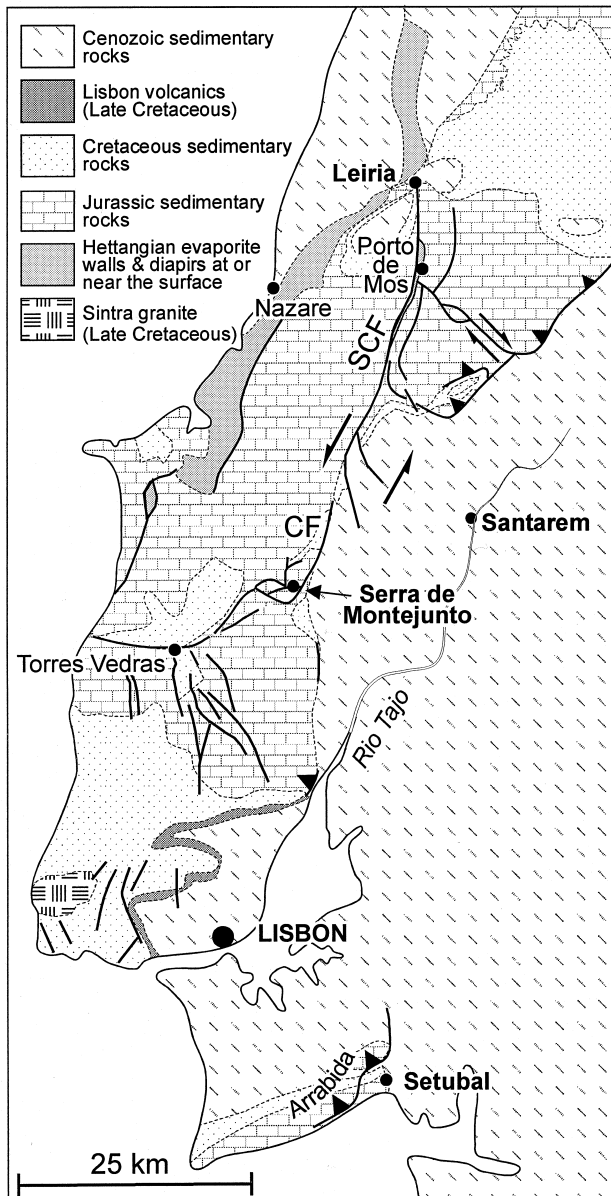 Cenozoic sedimentary
rocks
Lisbon volcanics
(Late Cretaceous)
Cretaceous sedimentary
rocks
Jurassic sedimentary
rocks
Hettangian evaporite
walls & diapirs at or
near the surface
Sintra granite
(Late Cretaceous)
Leiria
Porto
de
Mos
Nazare
SCF
CF
Santarem
Serra de
Montejunto
Torres Vedras
Rio Tajo
LISBON
Arrabida
Setubal
25 km